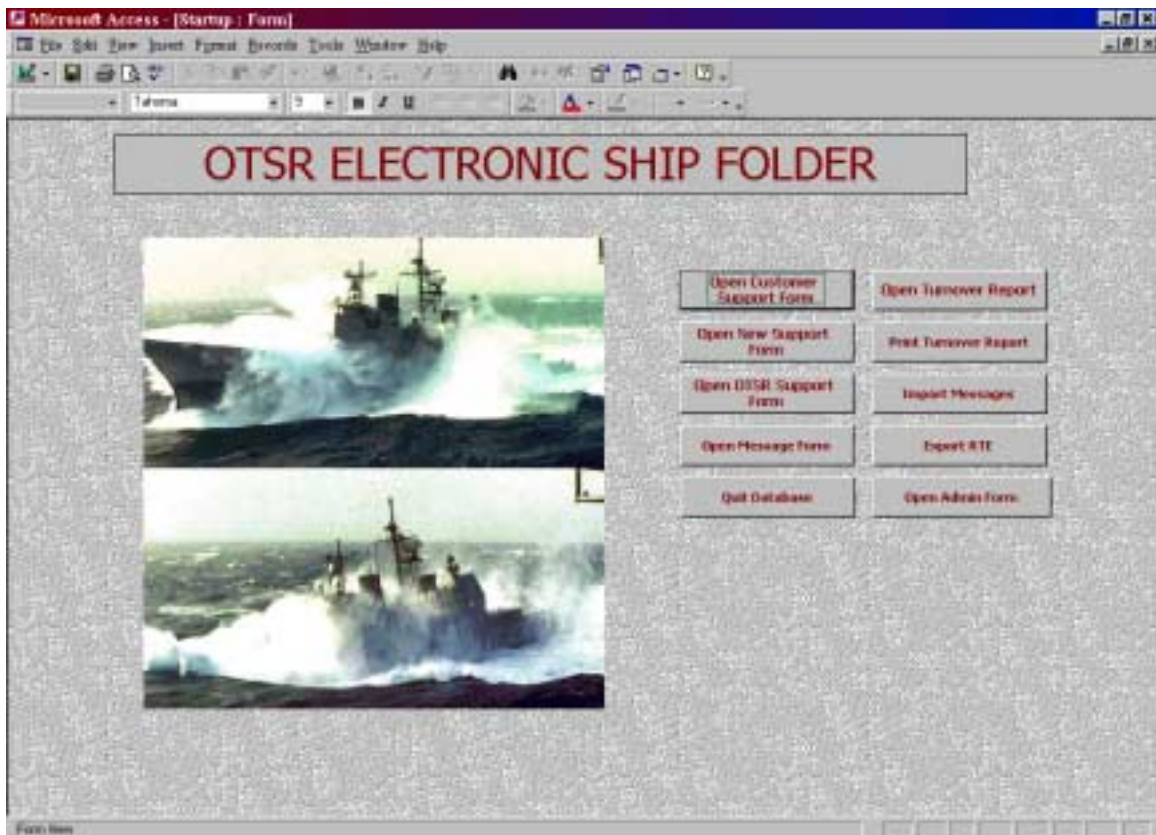 Microsoft Access - [Startup : Form]
File Edit View Insert Format Records Tools Window Help
Tahoma 9 B I U
OTSR ELECTRONIC SHIP FOLDER
Open Customer Support Form
Open Turnover Report
Open New Support Form
Print Turnover Report
Open OTSR Support Form
Import Messages
Open Message Form
Export RTE
Quit Database
Open Admin Form
Form View